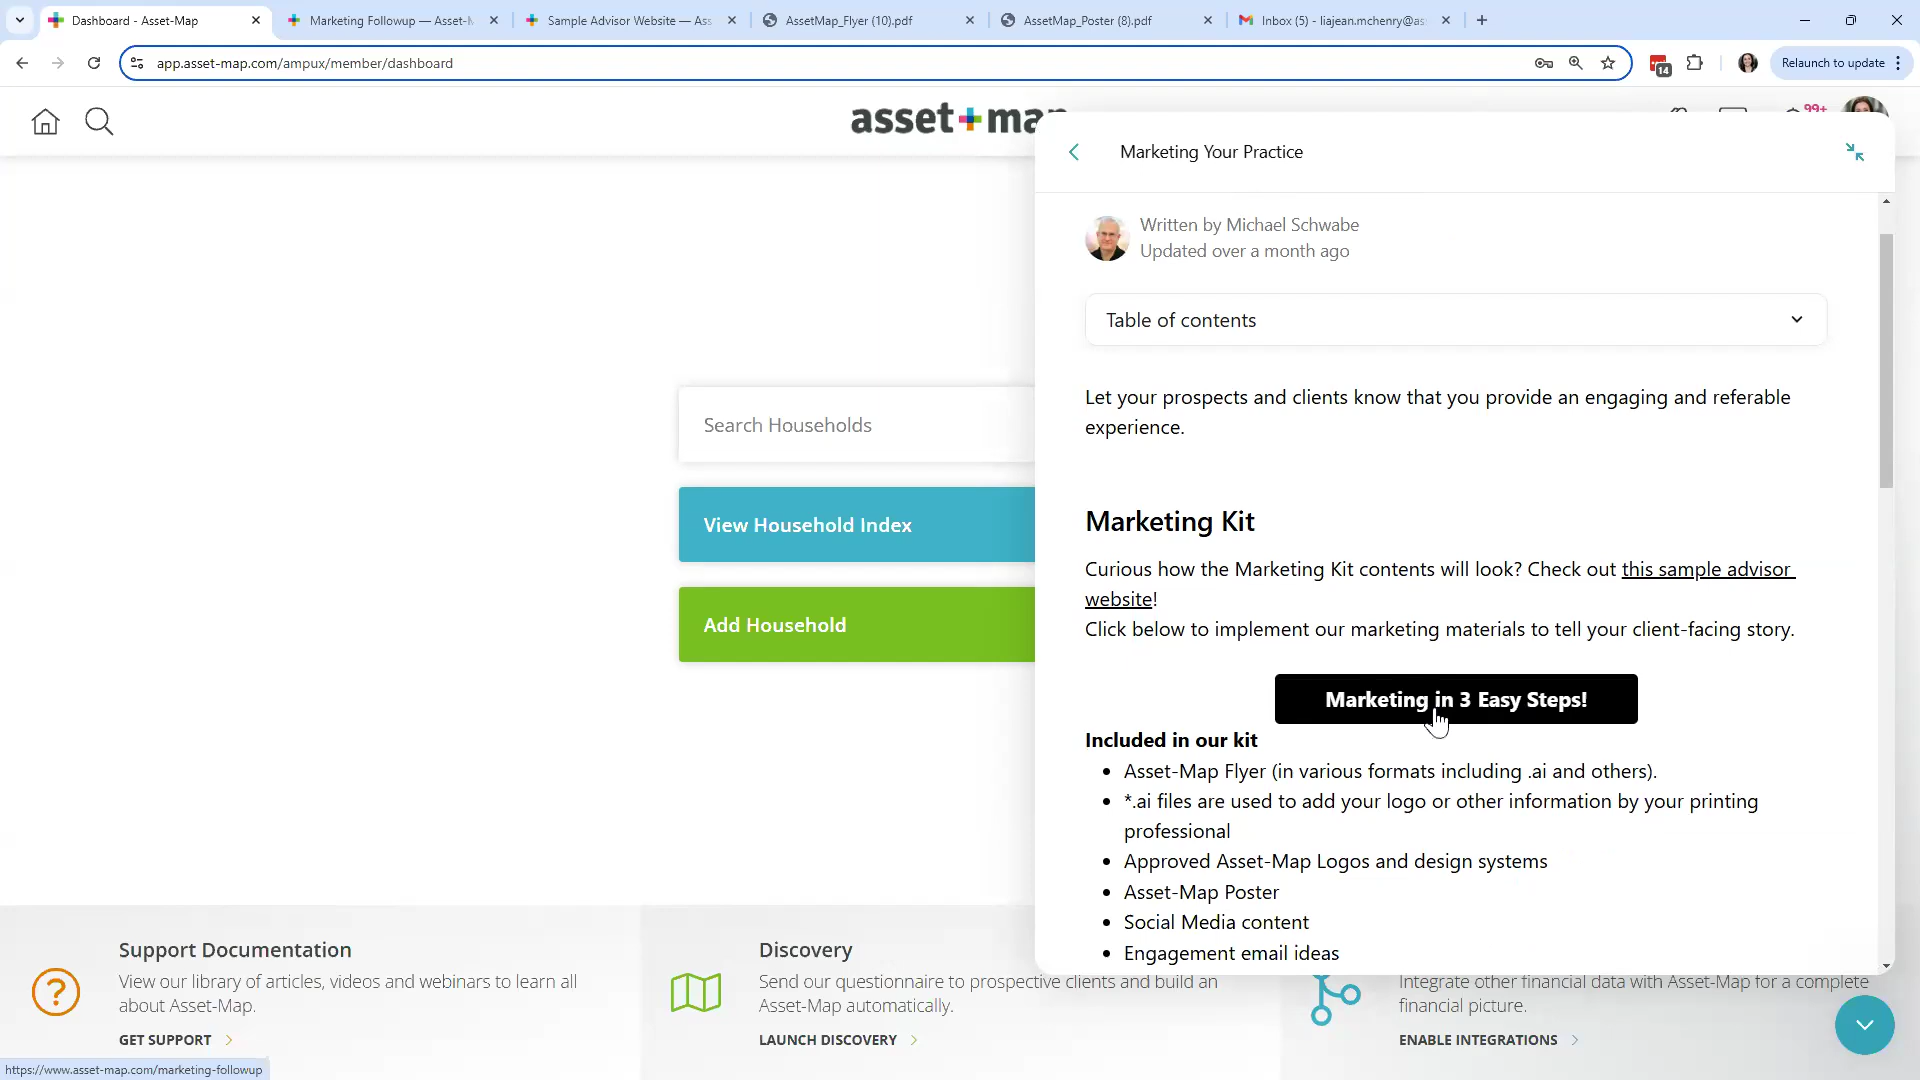 Dashboard - Asset-Map
Marketing Followup — Asset-M
Sample Advisor Website — Ass
AssetMap_Flyer (10).pdf
AssetMap_Poster (8).pdf
Inbox (5) - liajean.mchenry@as
app.asset-map.com/ampux/member/dashboard
14
Relaunch to update
asset+map
99+
Marketing Your Practice
Written by Michael Schwabe
Updated over a month ago
Table of contents
Let your prospects and clients know that you provide an engaging and referable
experience.
Search Households
View Household Index
Add Household
Marketing Kit
Curious how the Marketing Kit contents will look? Check out this sample advisor
website!
Click below to implement our marketing materials to tell your client-facing story.
Marketing in 3 Easy Steps!
Included in our kit
• Asset-Map Flyer (in various formats including .ai and others).
• *.ai files are used to add your logo or other information by your printing
professional
• Approved Asset-Map Logos and design systems
• Asset-Map Poster
• Social Media content
• Engagement email ideas
Support Documentation
View our library of articles, videos and webinars to learn all
about Asset-Map.
GET SUPPORT
Discovery
Send our questionnaire to prospective clients and build an
Asset-Map automatically.
LAUNCH DISCOVERY
Integrate other financial data with Asset-Map for a complete
financial picture.
ENABLE INTEGRATIONS
https://www.asset-map.com/marketing-followup